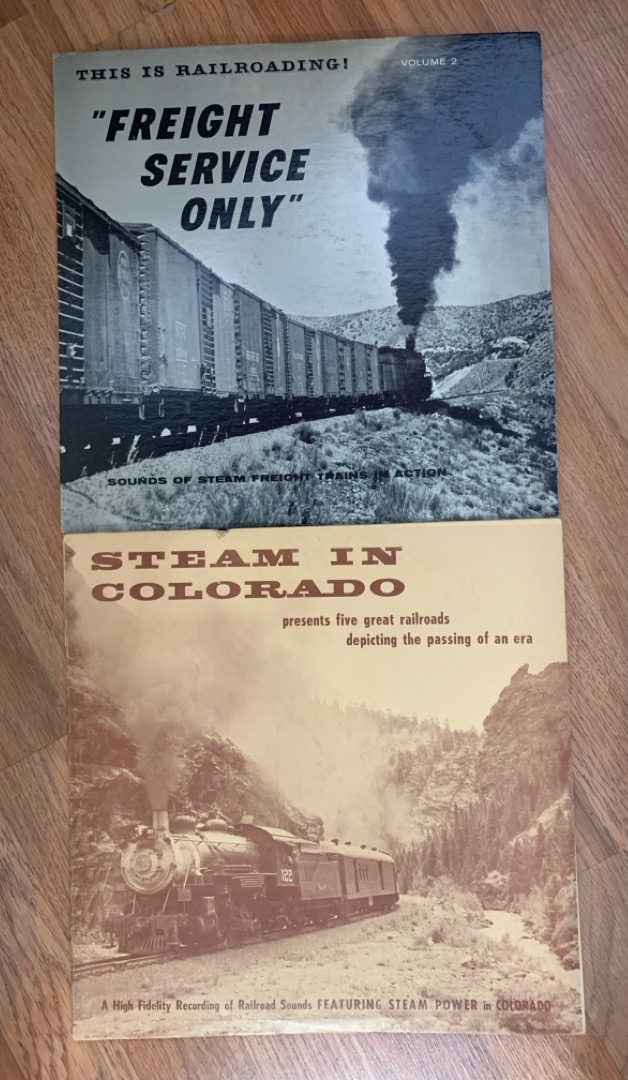 THIS IS RAILROADING! VOLUME 2
"FREIGHT
SERVICE
ONLY"
SOUNDS OF STEAM FREIGHT TRAINS IN ACTION
STEAM IN
COLORADO
presents five great railroads
depicting the passing of an era
122
A High Fidelity Recording of Railroad Sounds FEATURING STEAM POWER in COLORADO